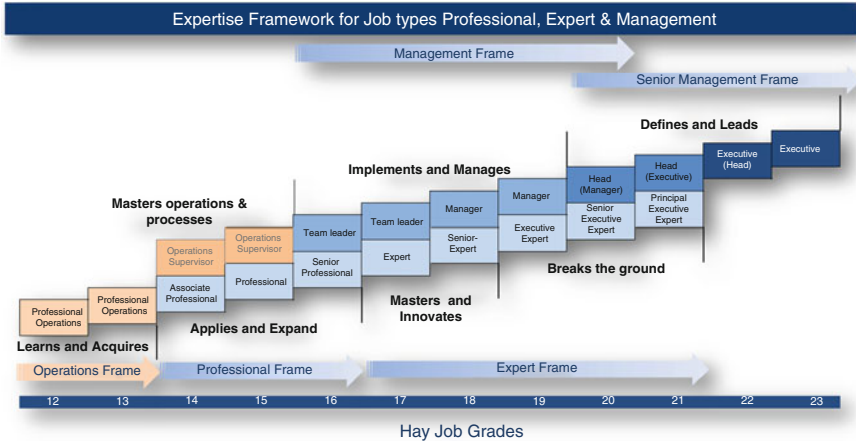 Expertise Framework for Job types Professional, Expert & Management
Management Frame
Senior Management Frame
Defines and Leads
Implements and Manages
Masters operations &
processes
Executive
Executive
(Head)
Head
(Executive)
Head
(Manager)
Manager
Manager
Team leader
Team leader
Operations
Supervisor
Operations
Supervisor
Principal
Executive
Expert
Senior
Executive
Expert
Executive
Expert
Senior-
Expert
Expert
Senior
Professional
Professional
Associate
Professional
Professional
Operations
Professional
Operations
Breaks the ground
Masters and
Innovates
Applies and Expand
Learns and Acquires
Operations Frame
Professional Frame
Expert Frame
12 13 14 15 16 17 18 19 20 21 22 23
Hay Job Grades